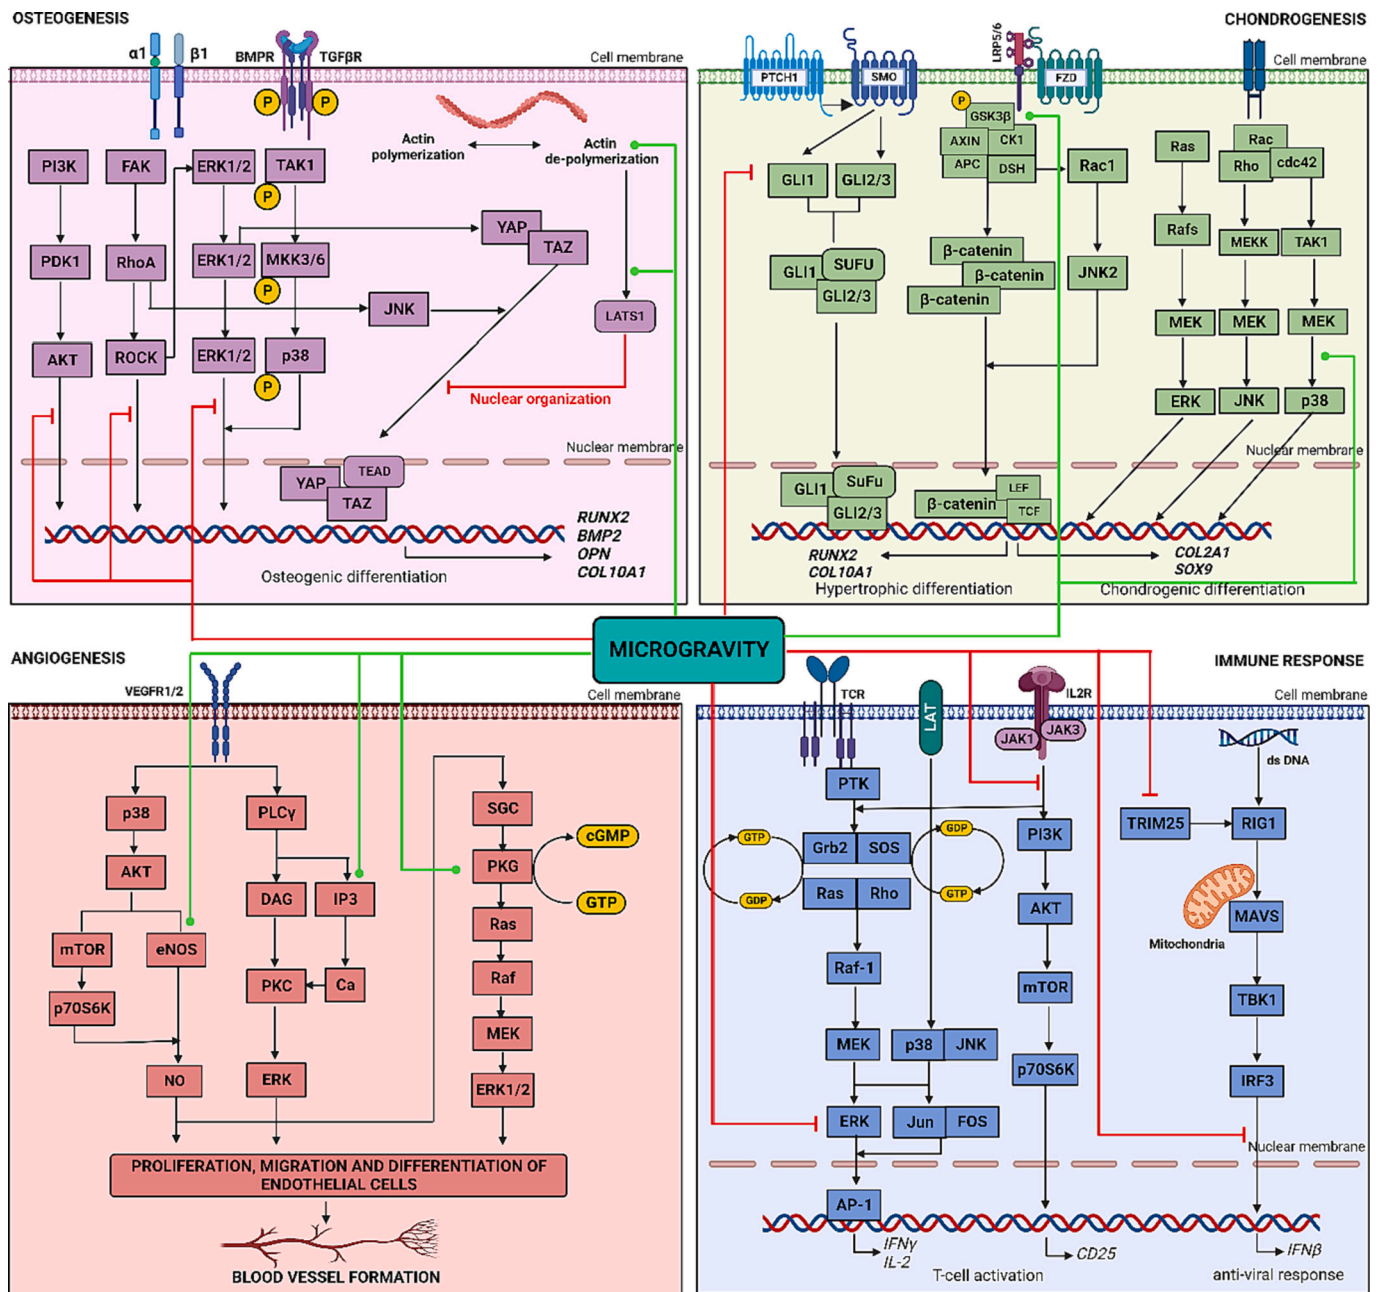 OSTEOGENESIS
α1
β1
BMPR
TGFβR
Cell membrane
P
P
Actin
polymerization
Actin
de-polymerization
PI3K
FAK
ERK1/2
TAK1
P
YAP
TAZ
PDK1
RhoA
ERK1/2
MKK3/6
P
JNK
LATS1
AKT
ROCK
ERK1/2
p38
P
Nuclear organization
Nuclear membrane
YAP
TEAD
TAZ
RUNX2
BMP2
OPN
COL10A1
Osteogenic differentiation
CHONDROGENESIS
PTCH1
SMO
LRP5/6
FZD
Cell membrane
P
GSK3β
AXIN
CK1
APC
DSH
Rac1
Ras
Rac
Rho
cdc42
GLI1
GLI2/3
Rafs
MEKK
TAK1
β-catenin
β-catenin
β-catenin
JNK2
GLI1
SUFU
GLI2/3
MEK
MEK
MEK
ERK
JNK
p38
Nuclear membrane
GLI1
SuFu
GLI2/3
β-catenin
LEF
TCF
RUNX2
COL10A1
COL2A1
SOX9
Hypertrophic differentiation
Chondrogenic differentiation
MICROGRAVITY
ANGIOGENESIS
VEGFR1/2
Cell membrane
p38
PLCγ
SGC
cGMP
AKT
PKG
GTP
DAG
IP3
Ras
mTOR
eNOS
PKC
Ca
Raf
p70S6K
MEK
NO
ERK
ERK1/2
PROLIFERATION, MIGRATION AND DIFFERENTIATION OF
ENDOTHELIAL CELLS
BLOOD VESSEL FORMATION
IMMUNE RESPONSE
TCR
LAT
IL2R
JAK1
JAK3
Cell membrane
ds DNA
PTK
PI3K
TRIM25
RIG1
GTP
Grb2
SOS
GDP
GDP
Ras
Rho
GTP
AKT
MAVS
Mitochondria
Raf-1
mTOR
TBK1
MEK
p38
JNK
p70S6K
IRF3
ERK
Jun
FOS
Nuclear membrane
AP-1
IFNγ
IL-2
CD25
IFNβ
T-cell activation
anti-viral response